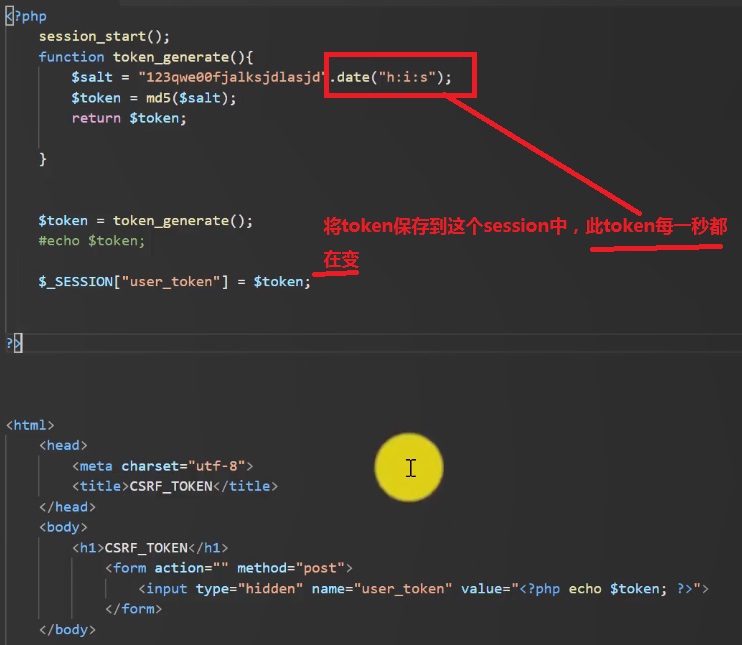 <?php
session_start();
function token_generate(){
$salt = "123qwe00fjalksjdlasjd".date("h:i:s");
$token = md5($salt);
return $token;
}
$token = token_generate();
将token保存到这个session中，此token每一秒都
#echo $token;
在变
$_SESSION["user_token"] = $token;
?>
<html>
<head>
<meta charset="utf-8">
<title>CSRF_TOKEN</title>
</head>
<body>
<h1>CSRF_TOKEN</h1>
<form action="" method="post">
<input type="hidden" name="user_token" value="<?php echo $token; ?>">
</form>
</body>